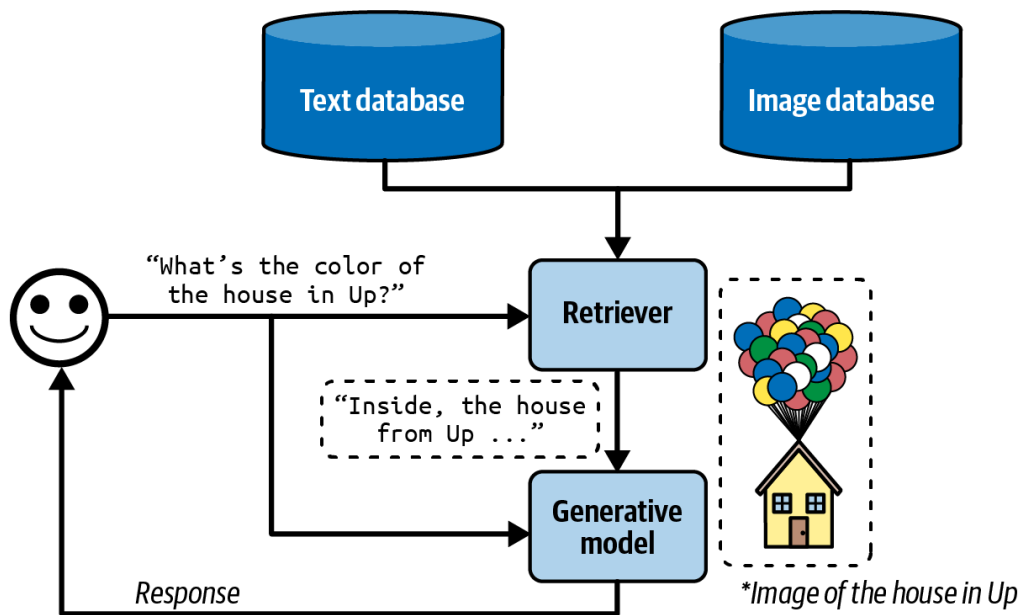 Text database
Image database
“What’s the color of
the house in Up?”
Retriever
“Inside, the house
from Up ...”
Generative
model
Response
*Image of the house in Up